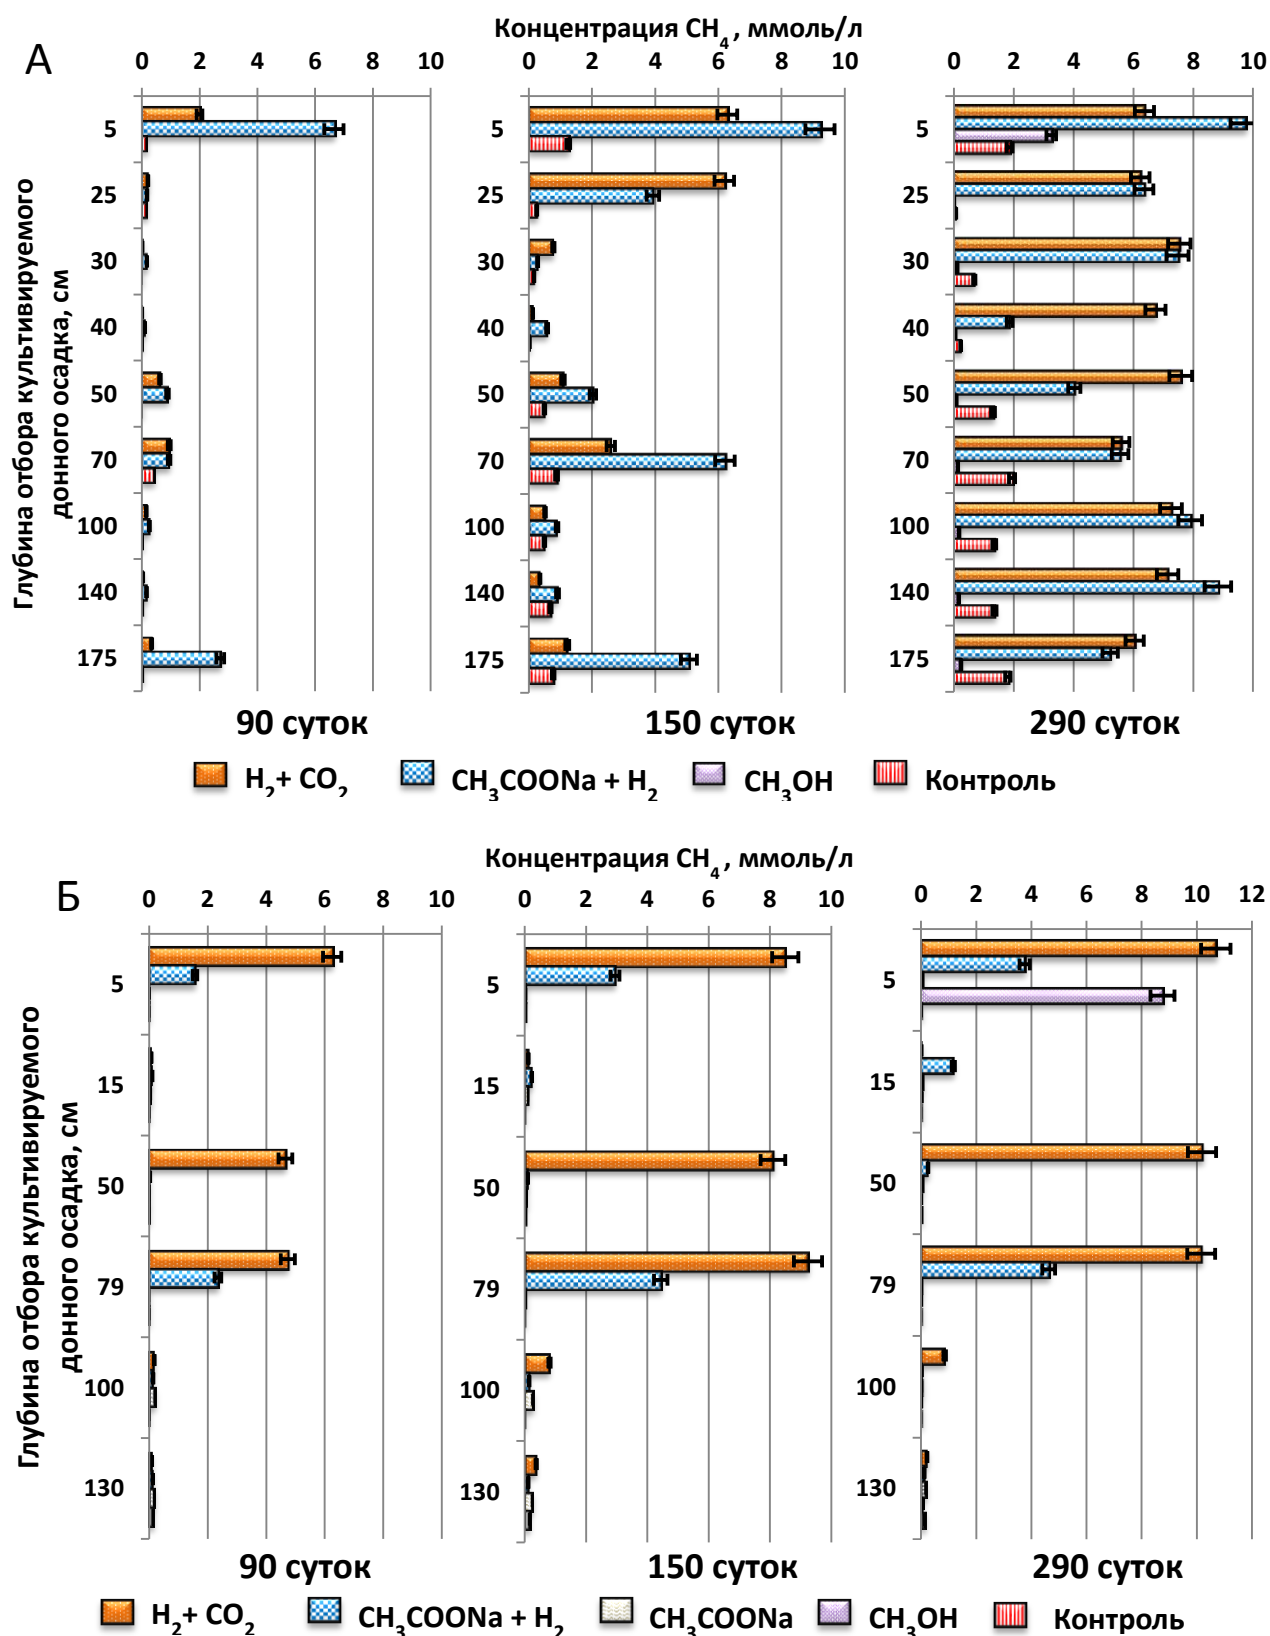 Концентрация CH4, ммоль/л
А
0 2 4 6 8 10
0 2 4 6 8 10
0 2 4 6 8 10
Глубина отбора культивируемого
донного осадка, см
5
25
30
40
50
70
100
140
175
5
25
30
40
50
70
100
140
175
5
25
30
40
50
70
100
140
175
90 суток
150 суток
290 суток
H2+ CO2
CH3COONa + H2
CH3OH
Контроль
Концентрация CH4, ммоль/л
Б
0 2 4 6 8 10
0 2 4 6 8 10
0 2 4 6 8 10 12
Глубина отбора культивируемого
донного осадка, см
5
15
50
79
100
130
5
15
50
79
100
130
5
15
50
79
100
130
90 суток
150 суток
290 суток
H2+ CO2
CH3COONa + H2
CH3COONa
CH3OH
Контроль